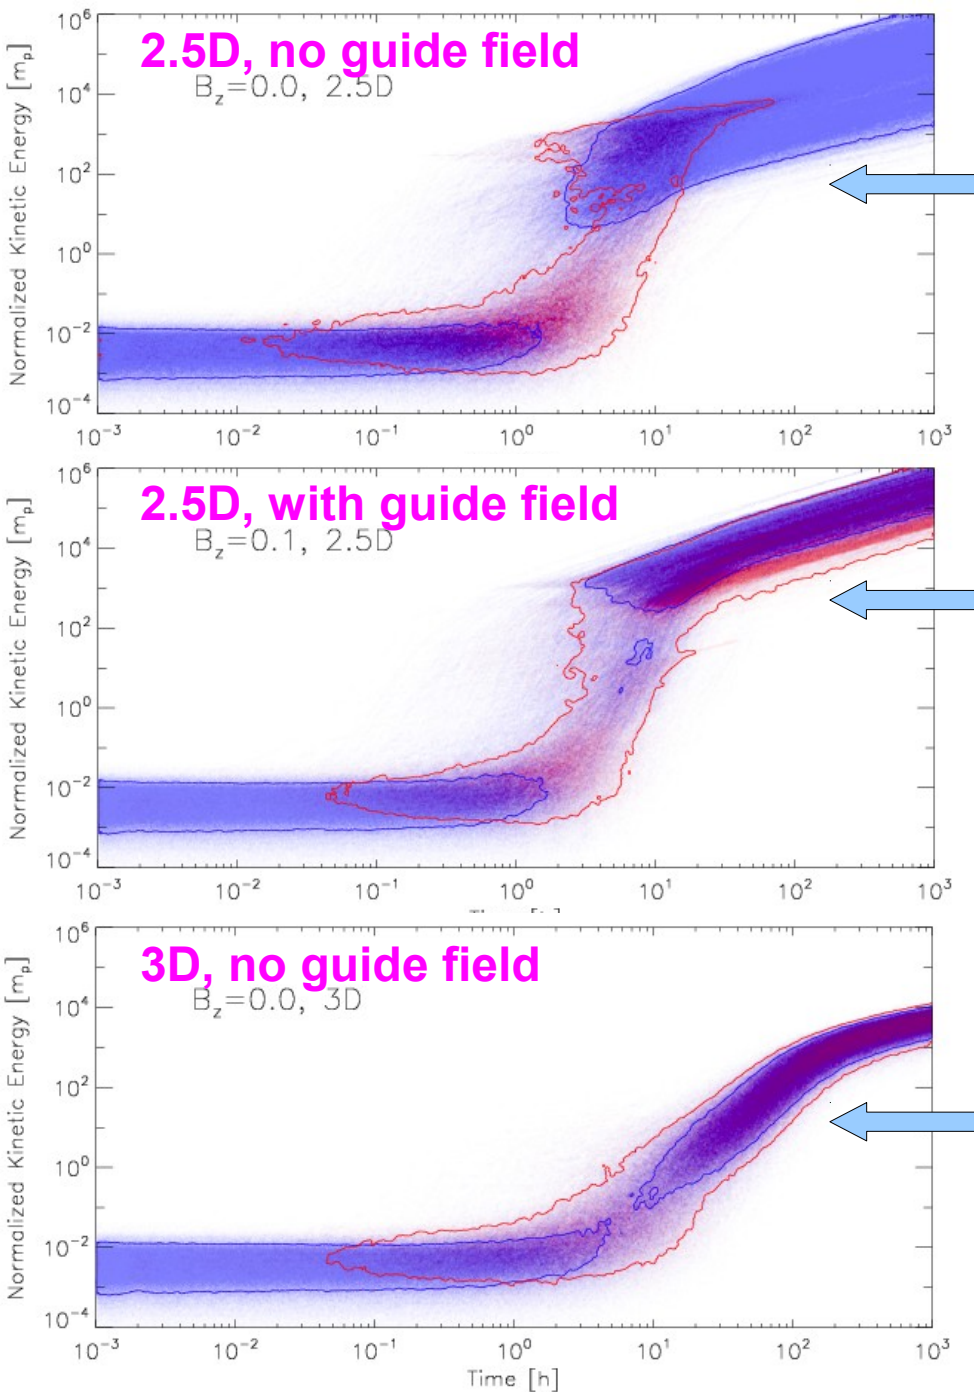 2.5D, no guide field
B_z=0.0, 2.5D
Normalized Kinetic Energy [m_p]
10^6
10^4
10^2
10^0
10^-2
10^-4
10^-3 10^-2 10^-1 10^0 10^1 10^2 10^3
2.5D, with guide field
B_z=0.1, 2.5D
Normalized Kinetic Energy [m_p]
10^6
10^4
10^2
10^0
10^-2
10^-4
10^-3 10^-2 10^-1 10^0 10^1 10^2 10^3
3D, no guide field
B_z=0.0, 3D
Normalized Kinetic Energy [m_p]
10^6
10^4
10^2
10^0
10^-2
10^-4
10^-3 10^-2 10^-1 10^0 10^1 10^2 10^3
Time [h]